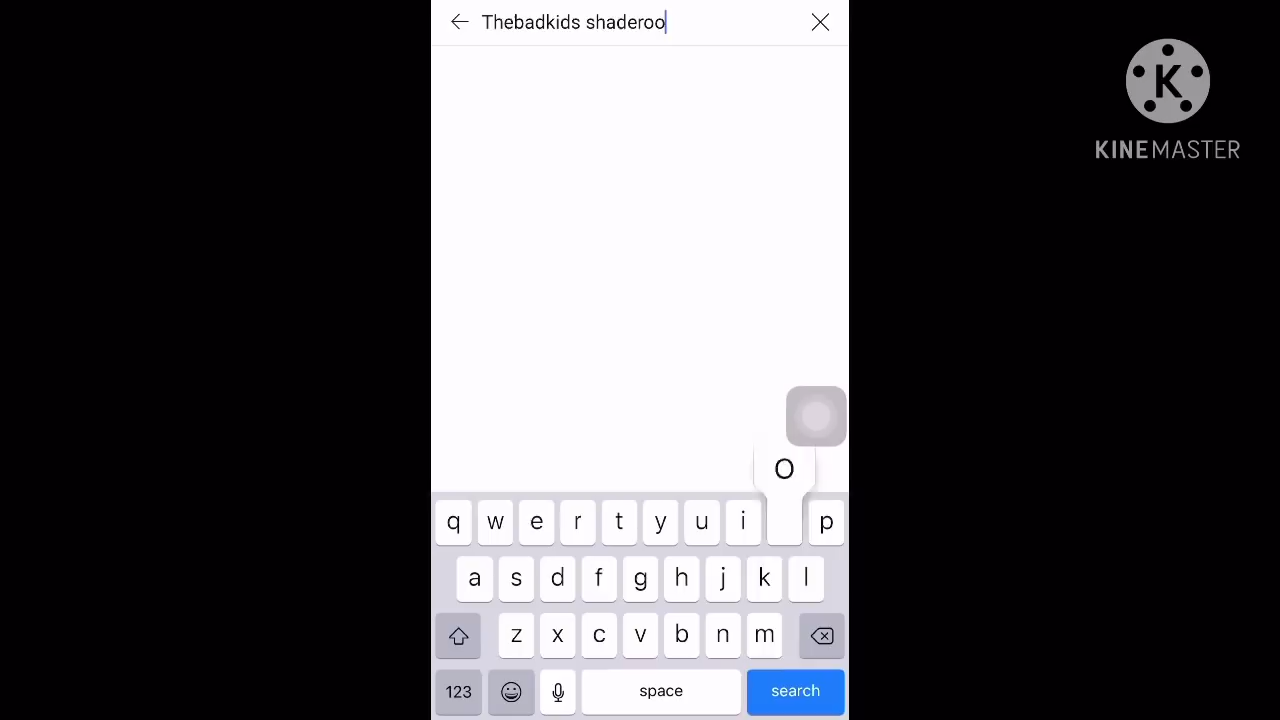 Thebadkids shaderoo
K
KINEMASTER
O
q w e r t y u i p
a s d f g h j k l
z x c v b n m
123 space search